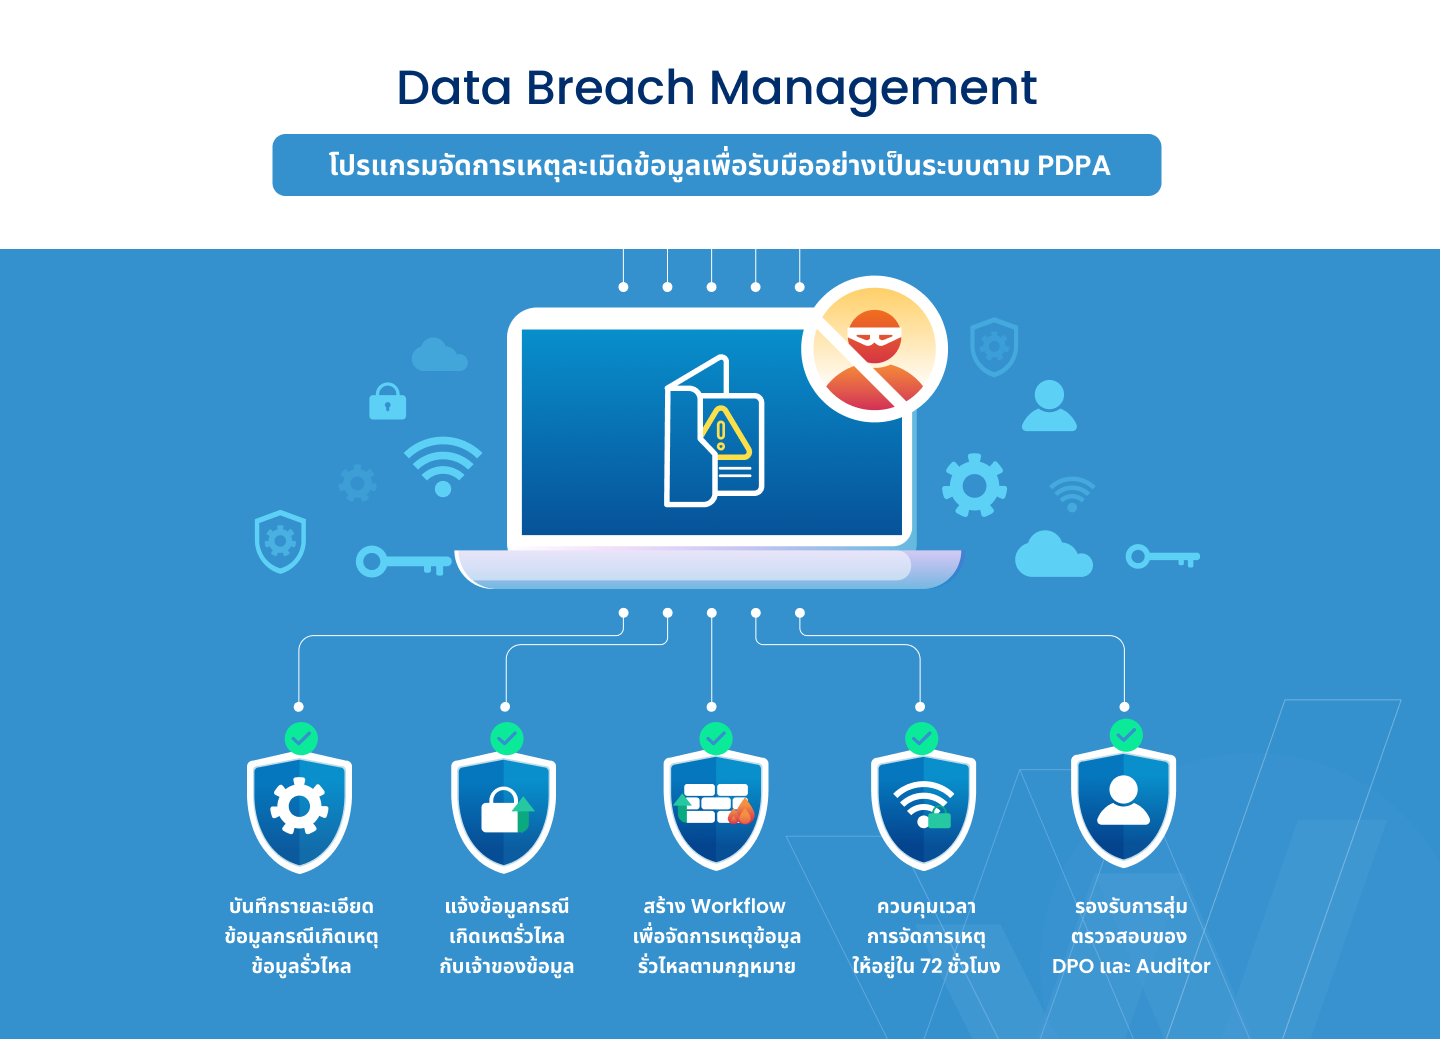 Data Breach Management
โปรแกรมจัดการเหตุละเมิดข้อมูลเพื่อรับมืออย่างเป็นระบบตาม PDPA
บันทึกรายละเอียด
ข้อมูลกรณีเกิดเหตุ
ข้อมูลรั่วไหล
แจ้งข้อมูลกรณี
เกิดเหตรั่วไหล
กับเจ้าของข้อมูล
สร้าง Workflow
เพื่อจัดการเหตุข้อมูล
รั่วไหลตามกฎหมาย
ควบคุมเวลา
การจัดการเหตุ
ให้อยู่ใน 72 ชั่วโมง
รองรับการสุ่ม
ตรวจสอบของ
DPO และ Auditor